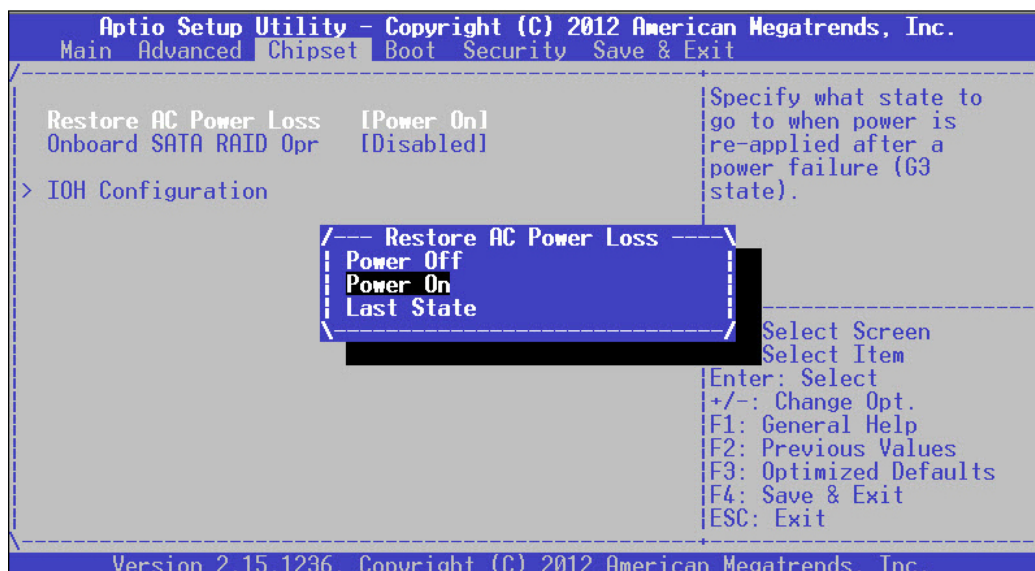 Aptio Setup Utility - Copyright (C) 2012 American Megatrends, Inc.
Main Advanced Chipset Boot Security Save & Exit
Restore AC Power Loss [Power On]
Onboard SATA RAID Opr [Disabled]
> IOH Configuration
Specify what state to
go to when power is
re-applied after a
power failure (G3
state).
Restore AC Power Loss
Power Off
Power On
Last State
Select Screen
Select Item
Enter: Select
+/-: Change Opt.
F1: General Help
F2: Previous Values
F3: Optimized Defaults
F4: Save & Exit
ESC: Exit
Version 2.15.1236. Copyright (C) 2012 American Megatrends, Inc.